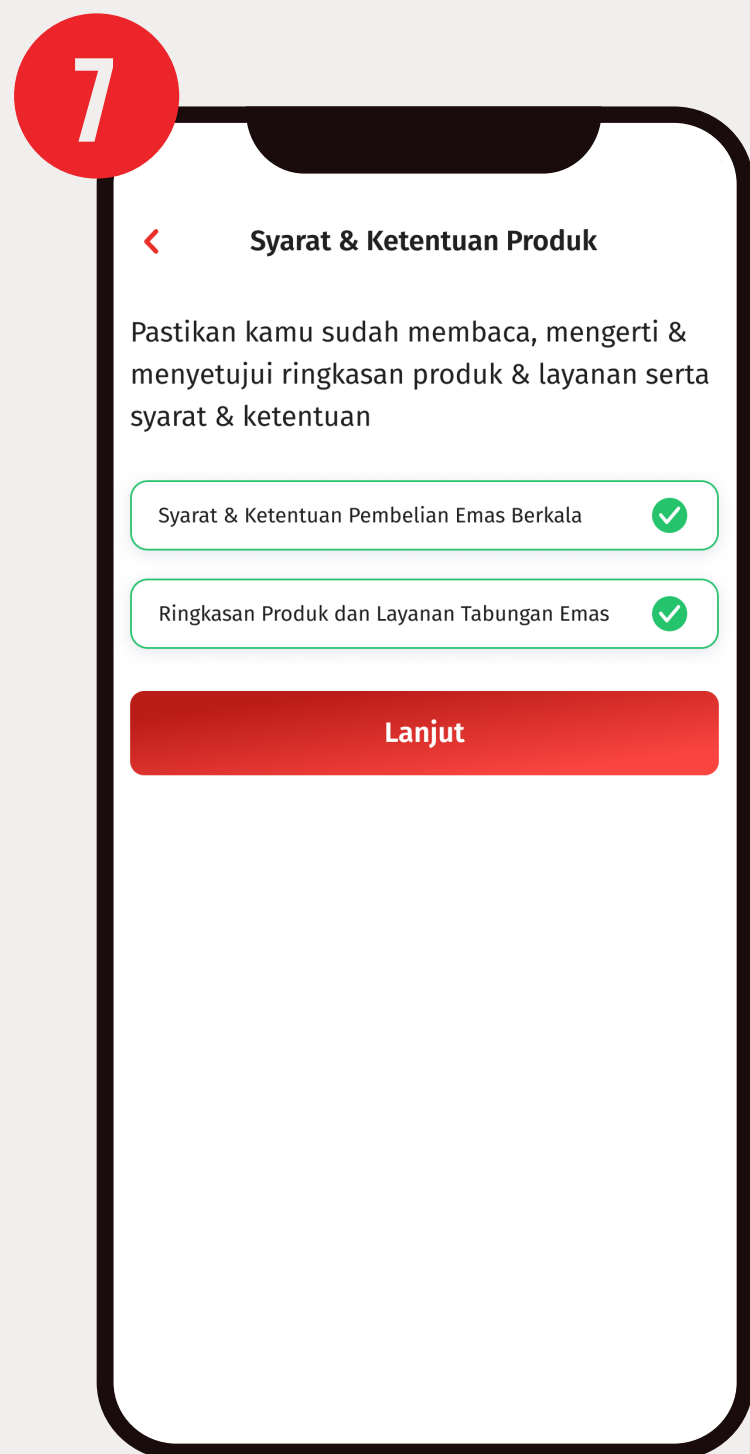 7
Syarat & Ketentuan Produk
Pastikan kamu sudah membaca, mengerti &
menyetujui ringkasan produk & layanan serta
syarat & ketentuan
Syarat & Ketentuan Pembelian Emas Berkala
Ringkasan Produk dan Layanan Tabungan Emas
Lanjut